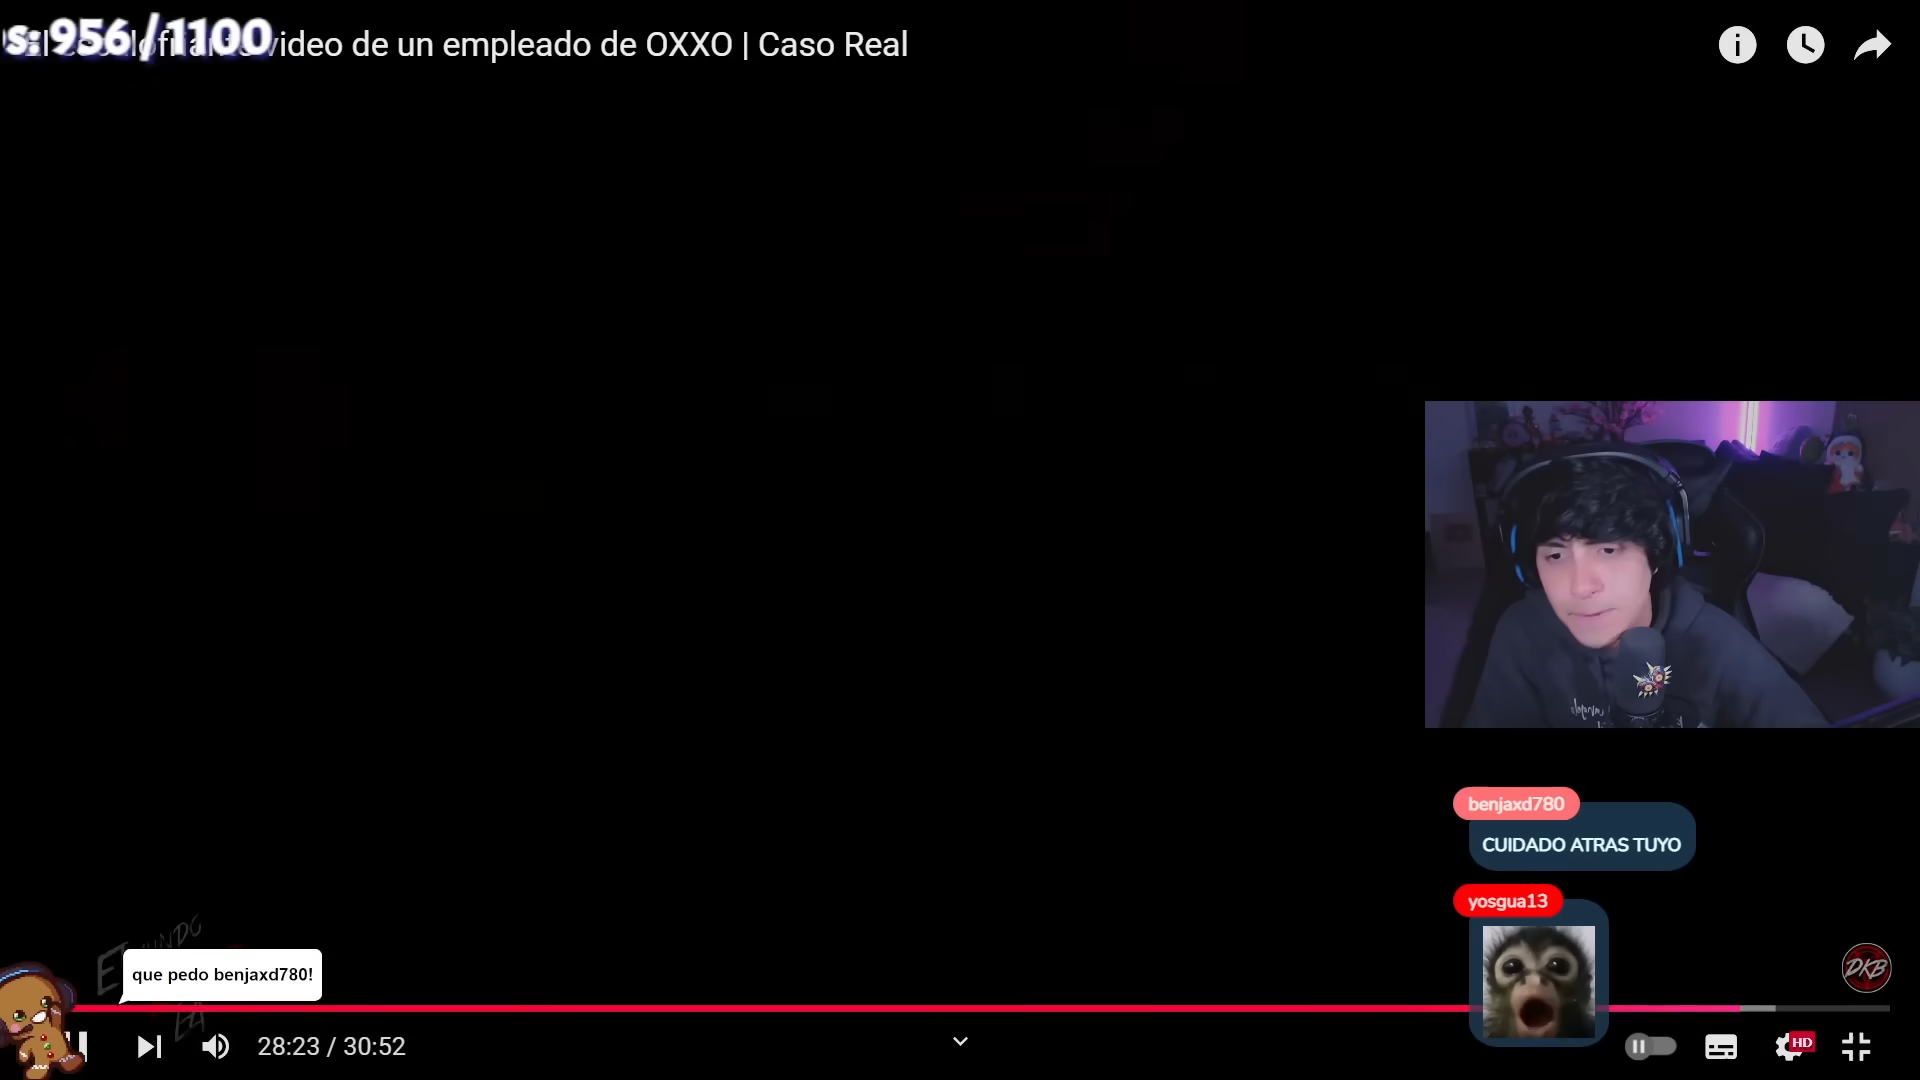 s: 956 /1100
video de un empleado de OXXO | Caso Real
benjaxd780
CUIDADO ATRAS TUYO
yosgua13
que pedo benjaxd780!
DKB
28:23 / 30:52
HD